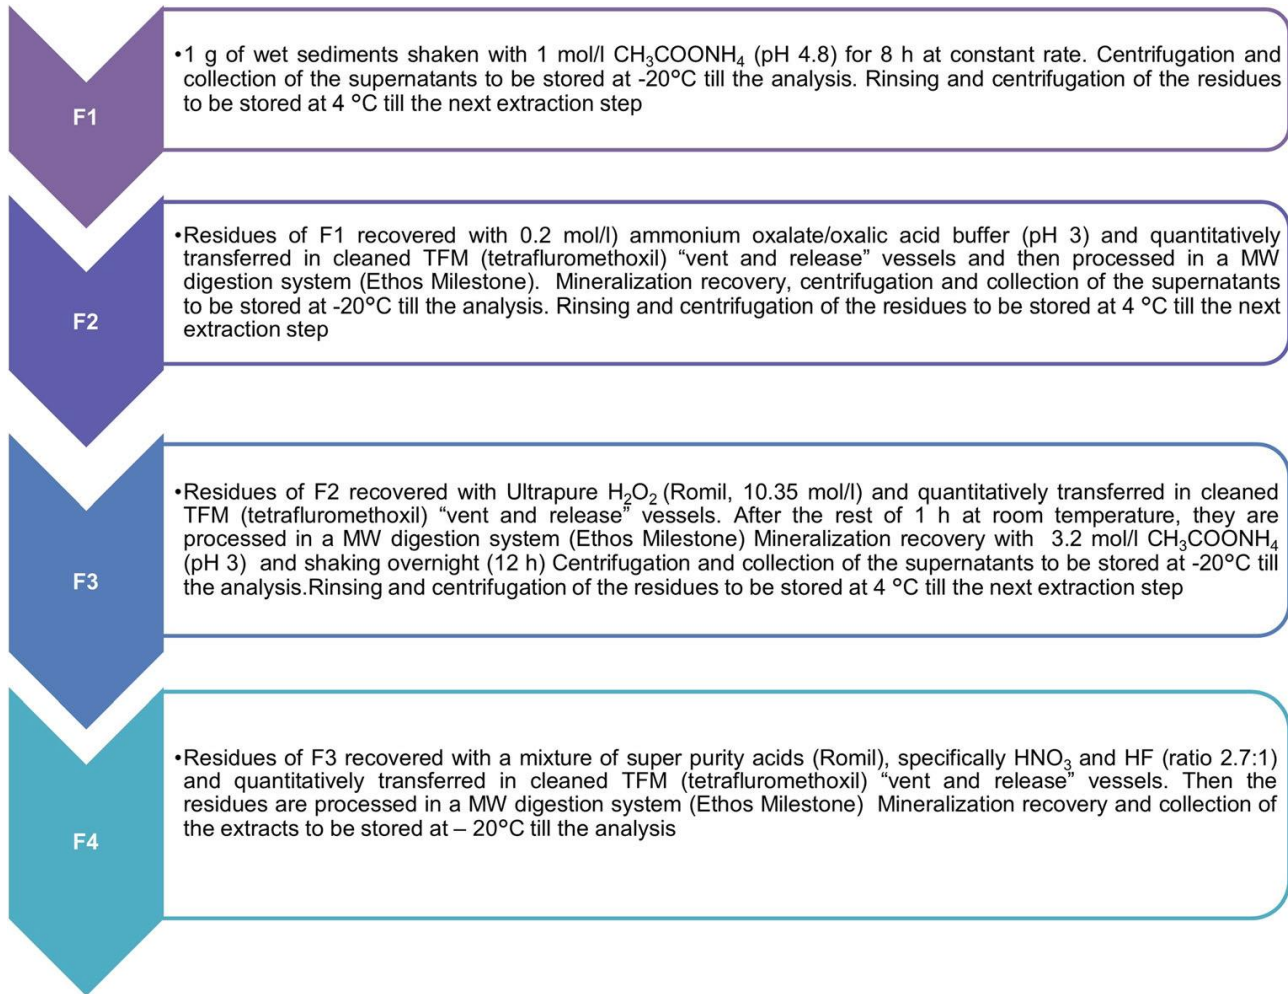 F1
•1 g of wet sediments shaken with 1 mol/l CH₃COONH₄ (pH 4.8) for 8 h at constant rate. Centrifugation and
collection of the supernatants to be stored at -20°C till the analysis. Rinsing and centrifugation of the residues
to be stored at 4 °C till the next extraction step
F2
•Residues of F1 recovered with 0.2 mol/l) ammonium oxalate/oxalic acid buffer (pH 3) and quantitatively
transferred in cleaned TFM (tetraflurometho​xil) “vent and release” vessels and then processed in a MW
digestion system (Ethos Milestone). Mineralization recovery, centrifugation and collection of the supernatants
to be stored at -20°C till the analysis. Rinsing and centrifugation of the residues to be stored at 4 °C till the next
extraction step
F3
•Residues of F2 recovered with Ultrapure H₂O₂ (Romil, 10.35 mol/l) and quantitatively transferred in cleaned
TFM (tetraflurometho​xil) “vent and release” vessels. After the rest of 1 h at room temperature, they are
processed in a MW digestion system (Ethos Milestone) Mineralization recovery with 3.2 mol/l CH₃COONH₄
(pH 3) and shaking overnight (12 h) Centrifugation and collection of the supernatants to be stored at -20°C till
the analysis.Rinsing and centrifugation of the residues to be stored at 4 °C till the next extraction step
F4
•Residues of F3 recovered with a mixture of super purity acids (Romil), specifically HNO₃ and HF (ratio 2.7:1)
and quantitatively transferred in cleaned TFM (tetraflurometho​xil) “vent and release” vessels. Then the
residues are processed in a MW digestion system (Ethos Milestone) Mineralization recovery and collection of
the extracts to be stored at – 20°C till the analysis